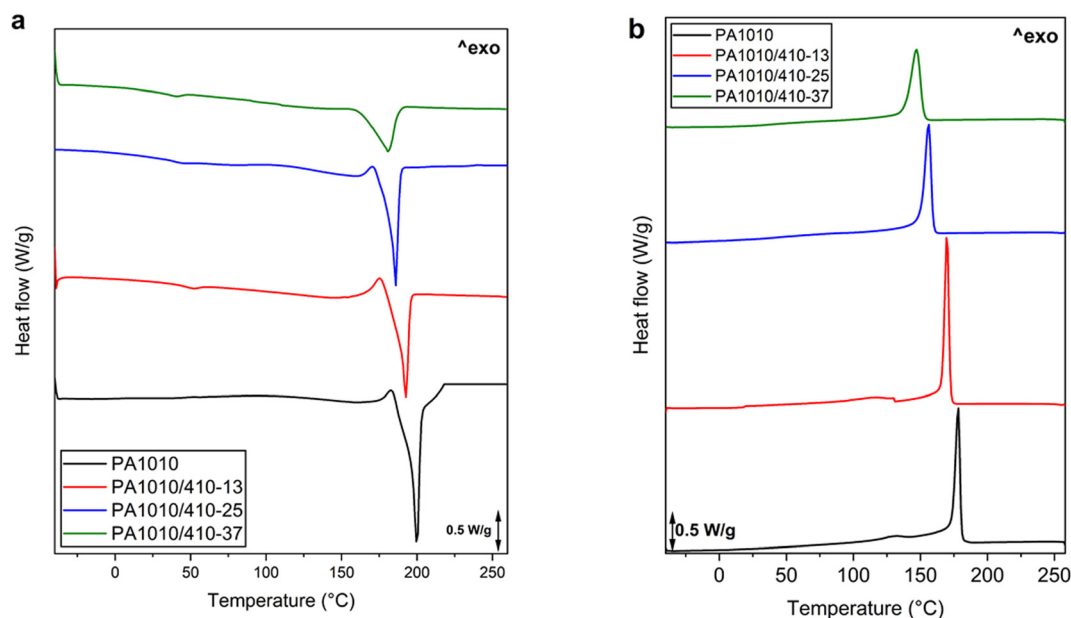 a
^exo
Heat flow (W/g)
PA1010
PA1010/410-13
PA1010/410-25
PA1010/410-37
0.5 W/g
0 50 100 150 200 250
Temperature (°C)
b
PA1010
PA1010/410-13
PA1010/410-25
PA1010/410-37
^exo
Heat flow (W/g)
0.5 W/g
0 50 100 150 200 250
Temperature (°C)